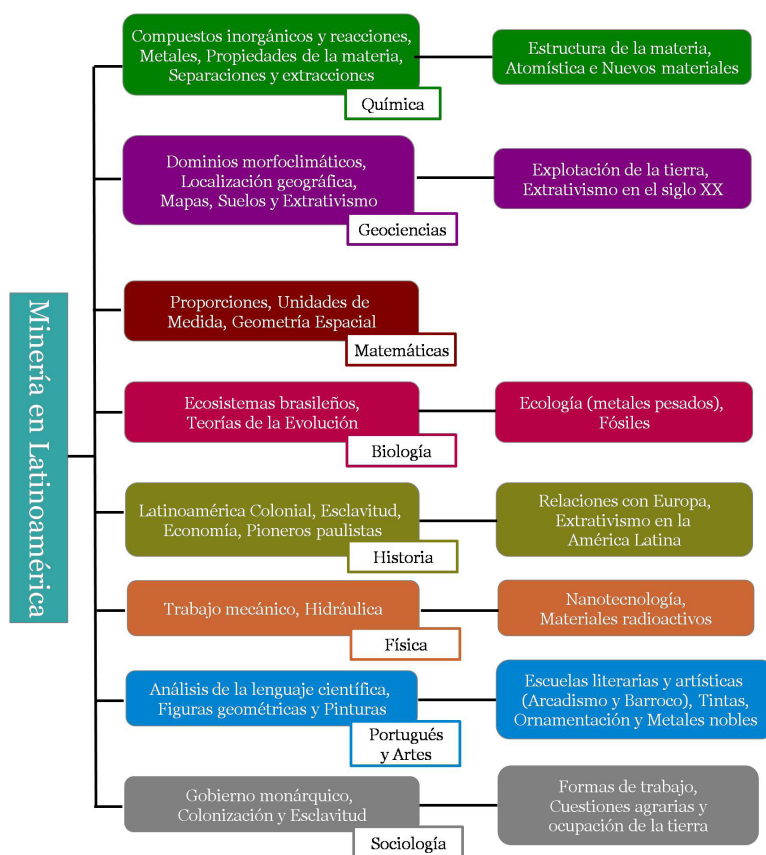 Minería en Latinoamérica
Compuestos inorgánicos y reacciones,
Metales, Propiedades de la materia,
Separaciones y extracciones
Química
Estructura de la materia,
Atomística e Nuevos materiales
Dominios morfoclimáticos,
Localización geográfica,
Mapas, Suelos y Extrativismo
Geociencias
Explotación de la tierra,
Extrativismo en el siglo XX
Proporciones, Unidades de
Medida, Geometría Espacial
Matemáticas
Ecosistemas brasileños,
Teorías de la Evolución
Biología
Ecología (metales pesados),
Fósiles
Latinoamérica Colonial, Esclavitud,
Economía, Pioneros paulistas
Historia
Relaciones con Europa,
Extrativismo en la
América Latina
Trabajo mecánico, Hidráulica
Física
Nanotecnología,
Materiales radioactivos
Análisis de la lenguaje científica,
Figuras geométricas y Pinturas
Portugués
y Artes
Escuelas literarias y artísticas
(Arcadismo y Barroco), Tintas,
Ornamentación y Metales nobles
Gobierno monárquico,
Colonización y Esclavitud
Sociología
Formas de trabajo,
Cuestiones agrarias y
ocupación de la tierra